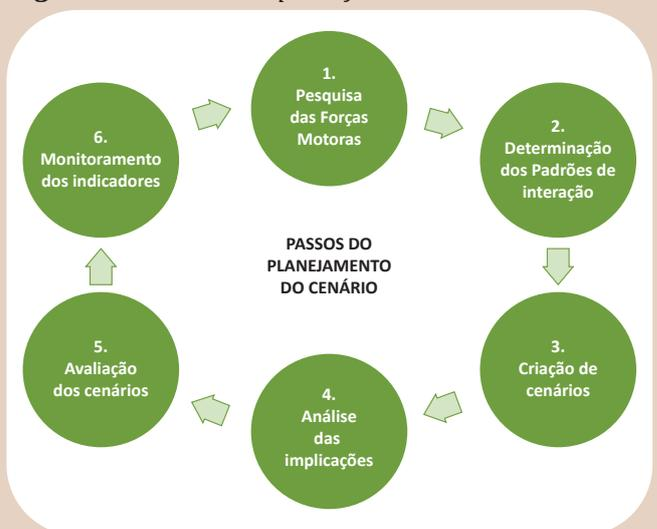 1.
Pesquisa
das Forças
Motoras
2.
Determinação
dos Padrões de
interação
3.
Criação de
cenários
4.
Análise
das
implicações
5.
Avaliação
dos cenários
6.
Monitoramento
dos indicadores
PASSOS DO
PLANEJAMENTO
DO CENÁRIO